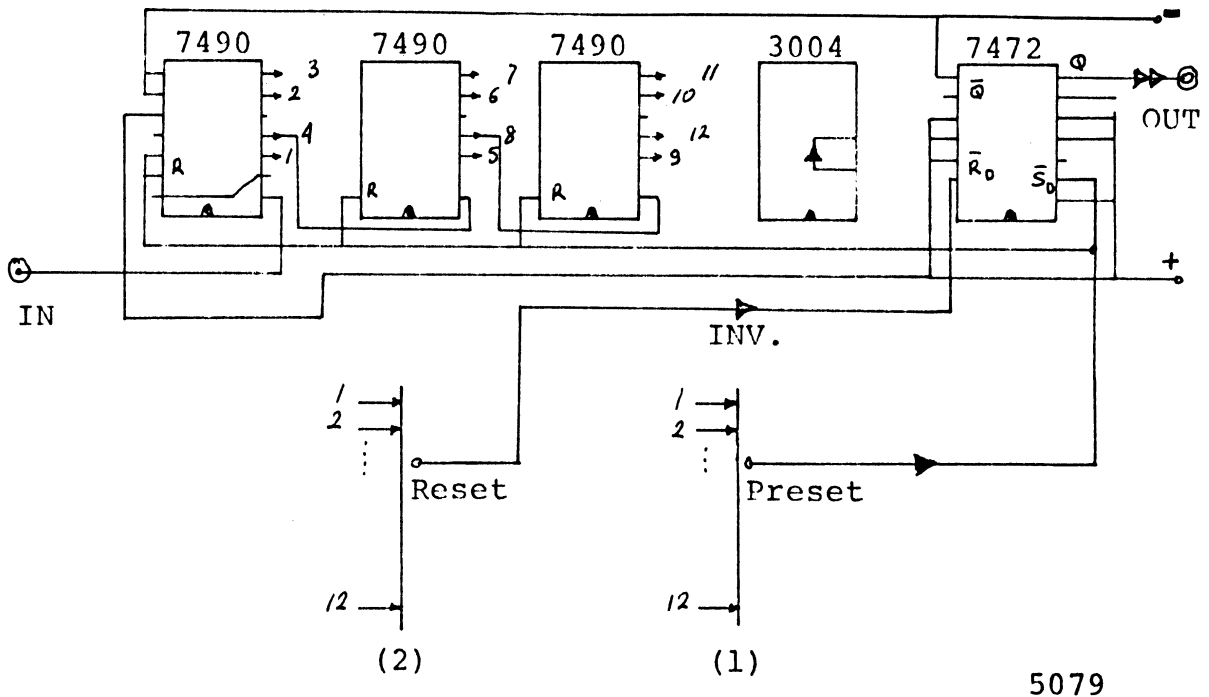 -
7490 7490 7490 3004 7472
3 7 11 Q
2 6 10 Q̅
OUT
4 8 12
1 5 9
R R̅D S̅D
R R
+
IN
INV.
1 1
2 2
Reset Preset
12 12
(2) (1)
5079